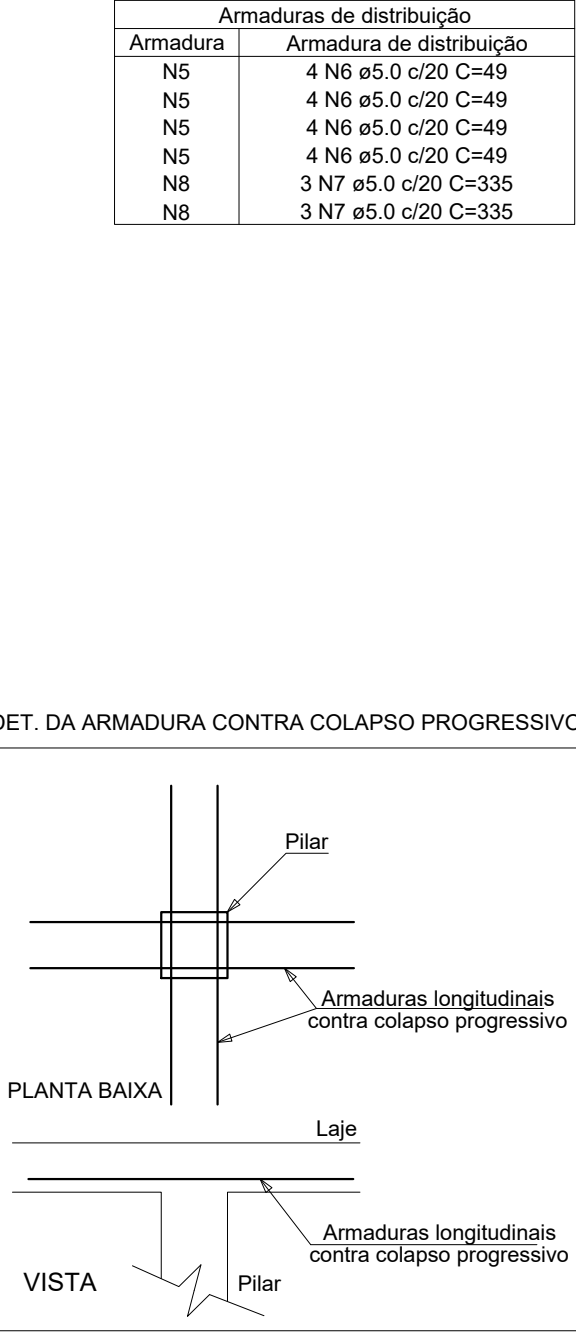 Armaduras de distribuição
Armadura Armadura de distribuição
N5 4 N6 ø5.0 c/20 C=49
N5 4 N6 ø5.0 c/20 C=49
N5 4 N6 ø5.0 c/20 C=49
N5 4 N6 ø5.0 c/20 C=49
N8 3 N7 ø5.0 c/20 C=335
N8 3 N7 ø5.0 c/20 C=335
DET. DA ARMADURA CONTRA COLAPSO PROGRESSIVO
Pilar
Armaduras longitudinais
contra colapso progressivo
PLANTA BAIXA
Laje
Armaduras longitudinais
contra colapso progressivo
VISTA
Pilar